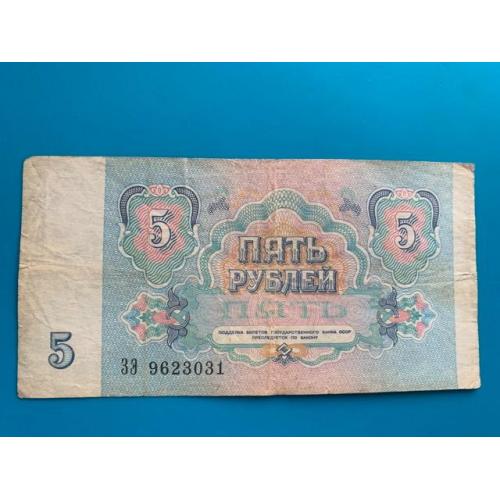 5
5
ПЯТЬ
РУБЛЕЙ
ПЯТЬ
ПОДДЕЛКА БИЛЕТОВ ГОСУДАРСТВЕННОГО БАНКА СССР
ПРЕСЛЕДУЕТСЯ ПО ЗАКОНУ
5
ЗЭ 9623031